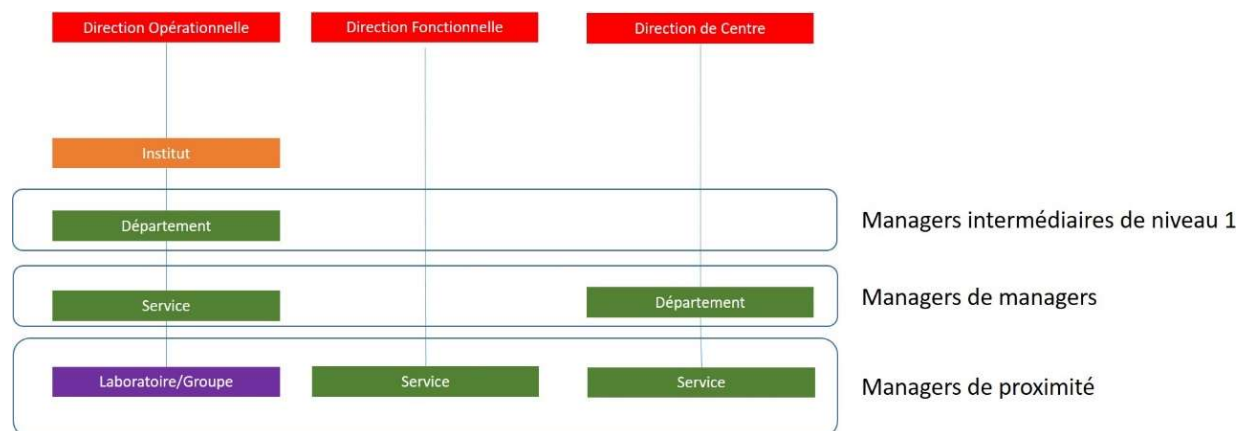 Direction Opérationnelle
Direction Fonctionnelle
Direction de Centre
Institut
Département
Managers intermédiaires de niveau 1
Service
Département
Managers de managers
Laboratoire/Groupe
Service
Service
Managers de proximité